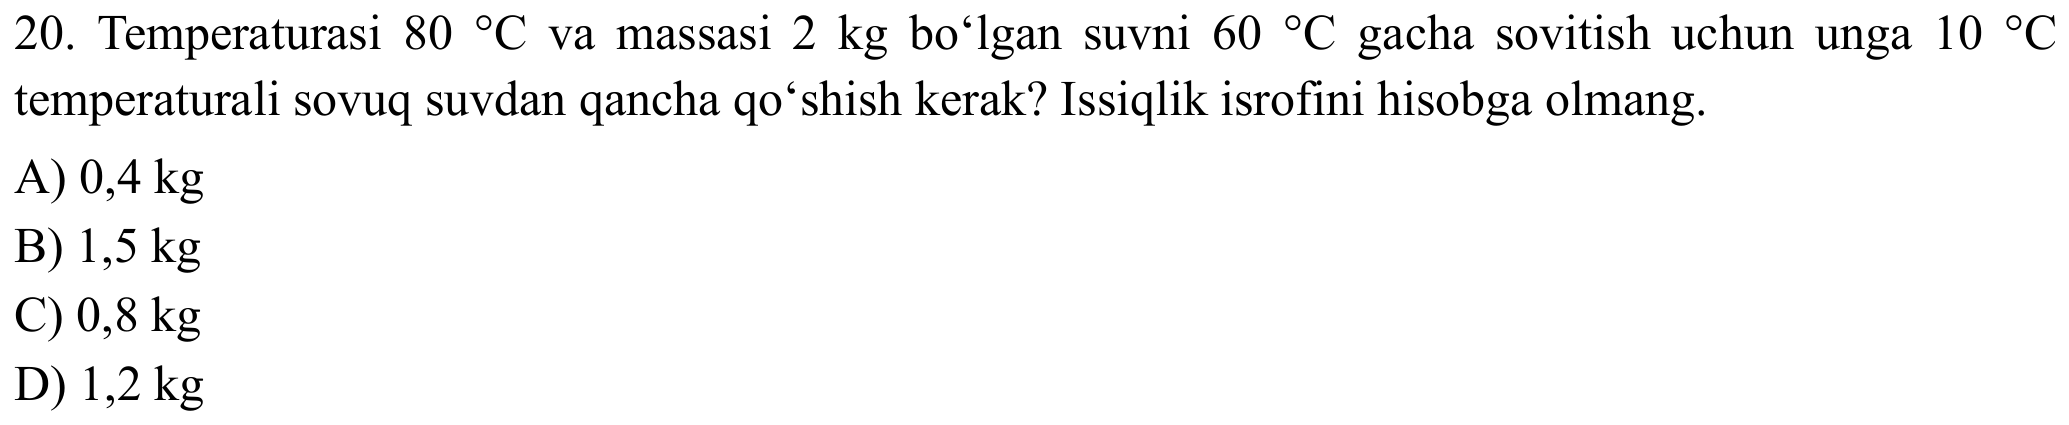 20. Temperaturasi 80 °C va massasi 2 kg bo‘lgan suvni 60 °C gacha sovitish uchun unga 10 °C
temperaturali sovuq suvdan qancha qo‘shish kerak? Issiqlik isrofini hisobga olmang.
A) 0,4 kg
B) 1,5 kg
C) 0,8 kg
D) 1,2 kg